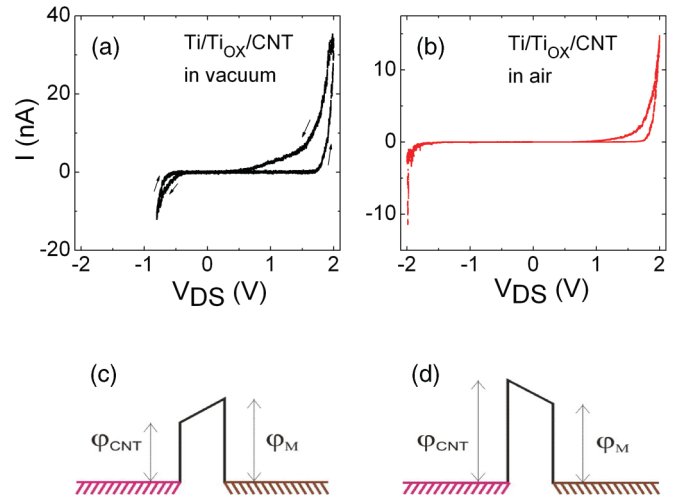 (a)
Ti/Ti_OX/CNT
in vacuum
I (nA)
40
20
0
-20
-1
0
1
2
V_DS (V)
(b)
Ti/Ti_OX/CNT
in air
10
0
-10
-2
-1
0
1
2
V_DS (V)
(c)
φ_CNT
φ_M
(d)
φ_CNT
φ_M